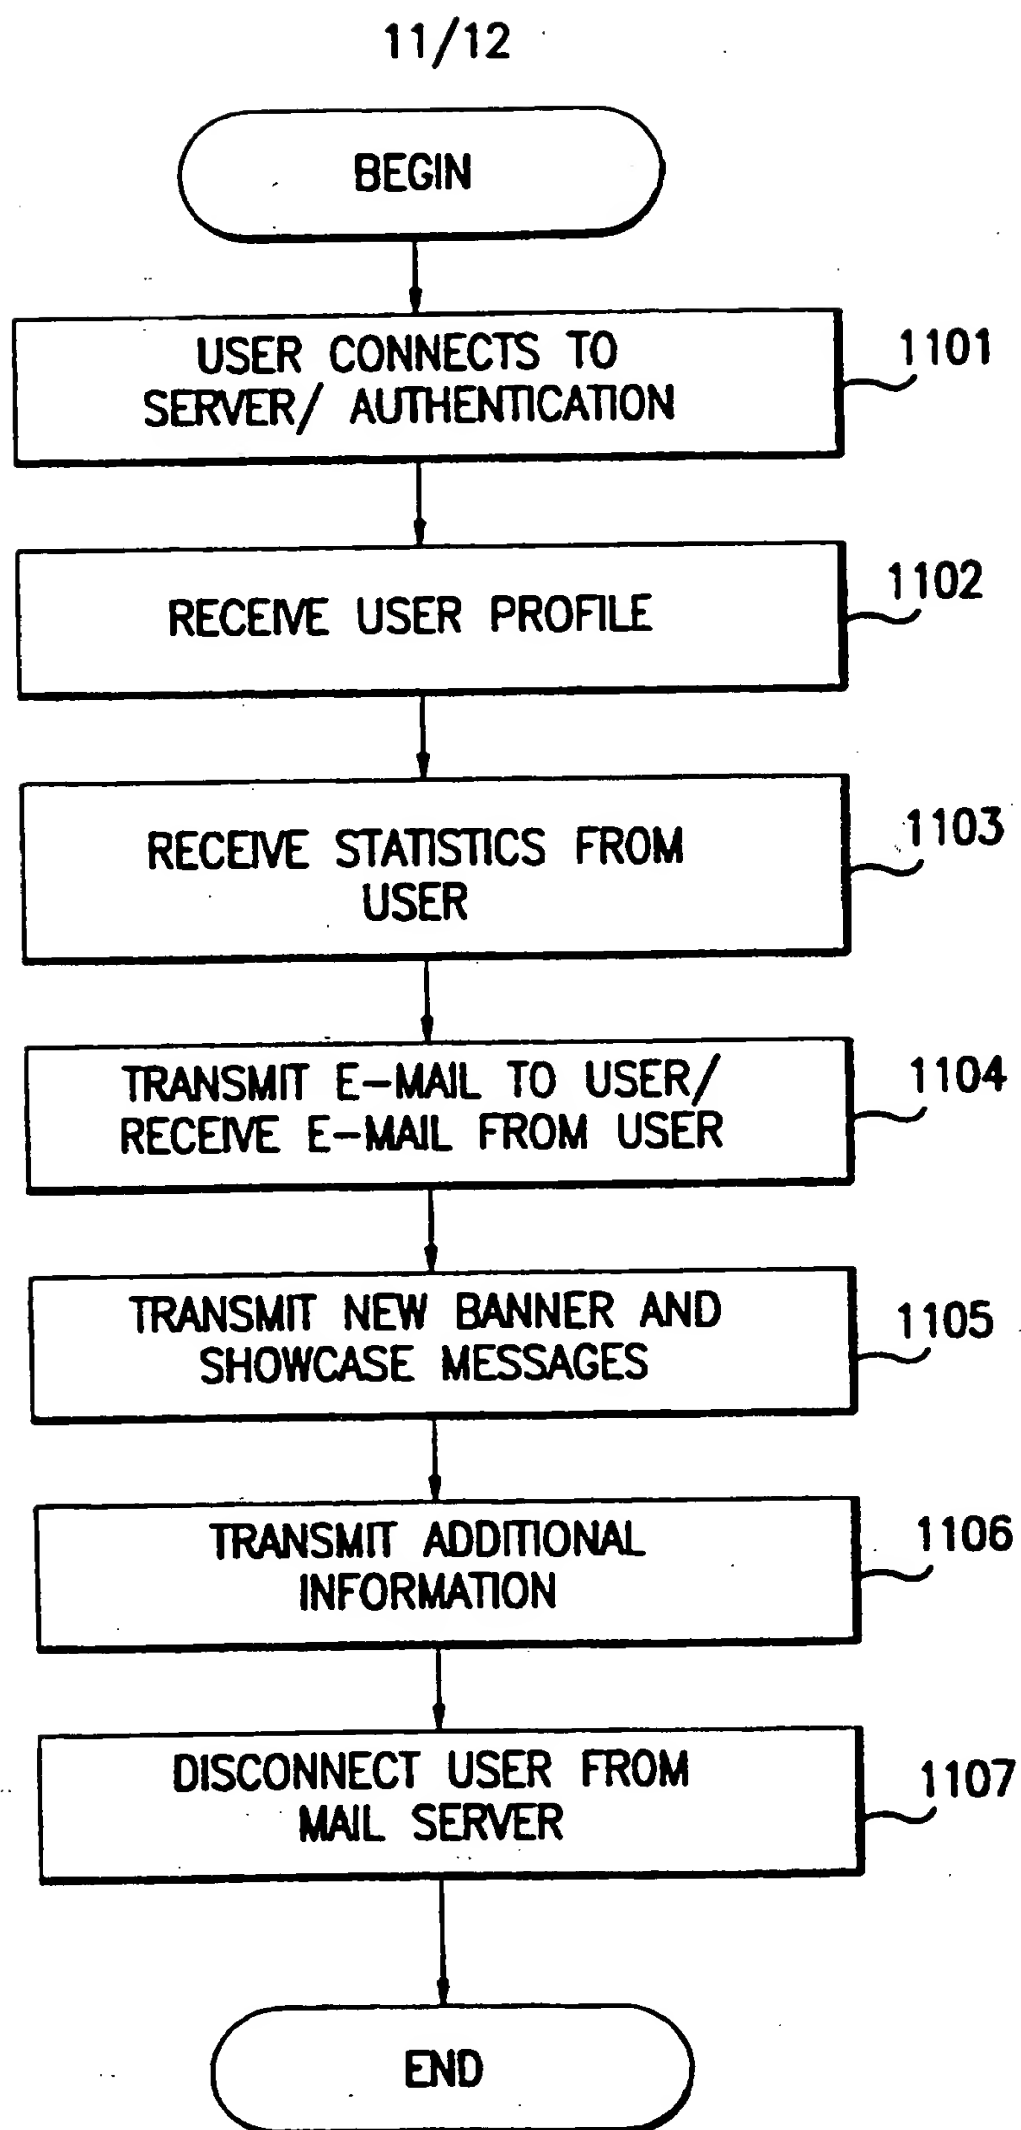 11/12
BEGIN
USER CONNECTS TO
SERVER/ AUTHENTICATION
1101
RECEIVE USER PROFILE
1102
RECEIVE STATISTICS FROM
USER
1103
TRANSMIT E-MAIL TO USER/
RECEIVE E-MAIL FROM USER
1104
TRANSMIT NEW BANNER AND
SHOWCASE MESSAGES
1105
TRANSMIT ADDITIONAL
INFORMATION
1106
DISCONNECT USER FROM
MAIL SERVER
1107
END